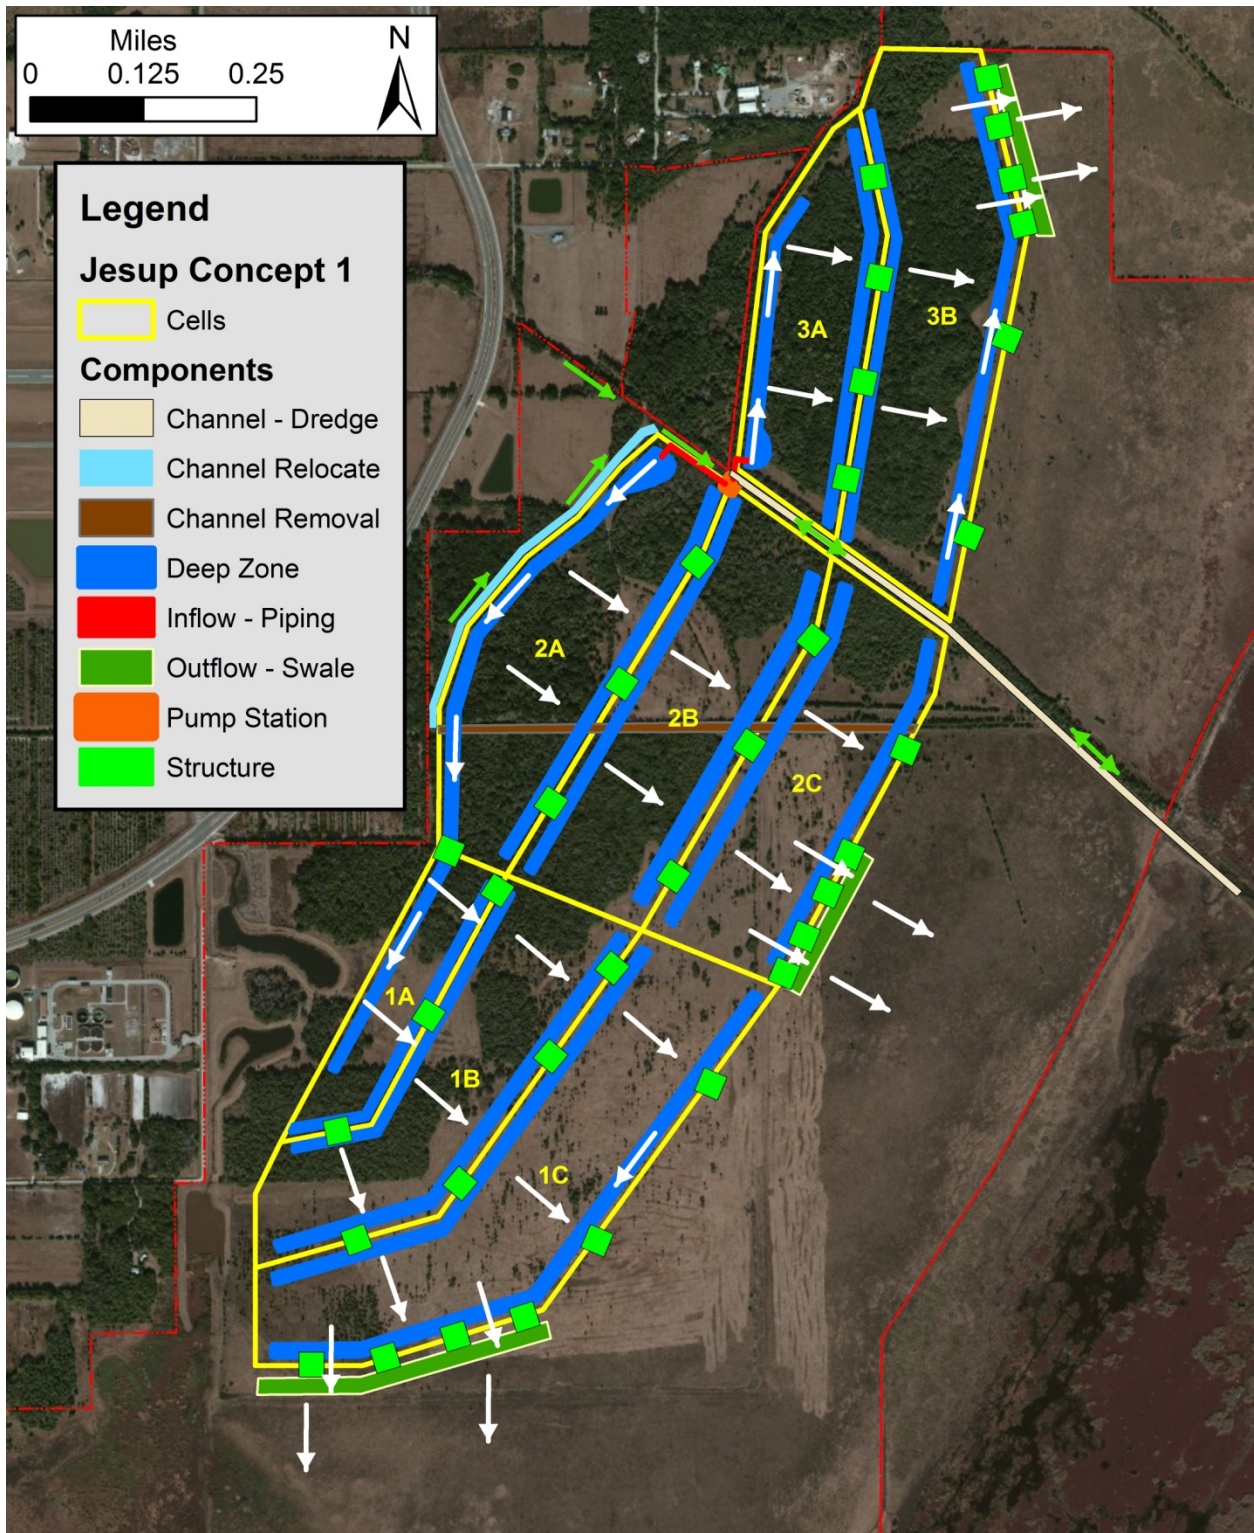 Miles
0 0.125 0.25
N
Legend
Jesup Concept 1
Cells
Components
Channel - Dredge
Channel Relocate
Channel Removal
Deep Zone
Inflow - Piping
Outflow - Swale
Pump Station
Structure
3A
3B
2A
2B
2C
1A
1B
1C